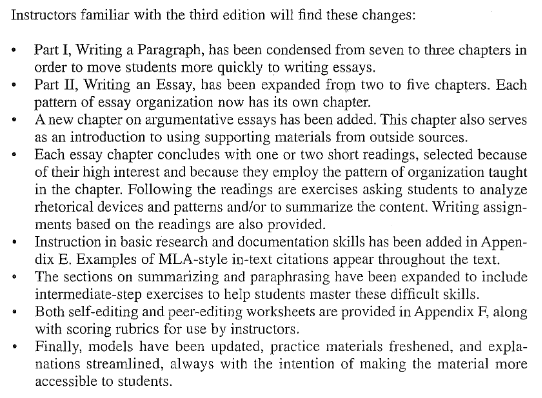 Instructors familiar with the third edition will find these changes:
• Part I, Writing a Paragraph, has been condensed from seven to three chapters in
order to move students more quickly to writing essays.
• Part II, Writing an Essay, has been expanded from two to five chapters. Each
pattern of essay organization now has its own chapter.
• A new chapter on argumentative essays has been added. This chapter also serves
as an introduction to using supporting materials from outside sources.
• Each essay chapter concludes with one or two short readings, selected because
of their high interest and because they employ the pattern of organization taught
in the chapter. Following the readings are exercises asking students to analyze
rhetorical devices and patterns and/or to summarize the content. Writing assign-
ments based on the readings are also provided.
• Instruction in basic research and documentation skills has been added in Appen-
dix E. Examples of MLA-style in-text citations appear throughout the text.
• The sections on summarizing and paraphrasing have been expanded to include
intermediate-step exercises to help students master these difficult skills.
• Both self-editing and peer-editing worksheets are provided in Appendix F, along
with scoring rubrics for use by instructors.
• Finally, models have been updated, practice materials freshened, and expla-
nations streamlined, always with the intention of making the material more
accessible to students.